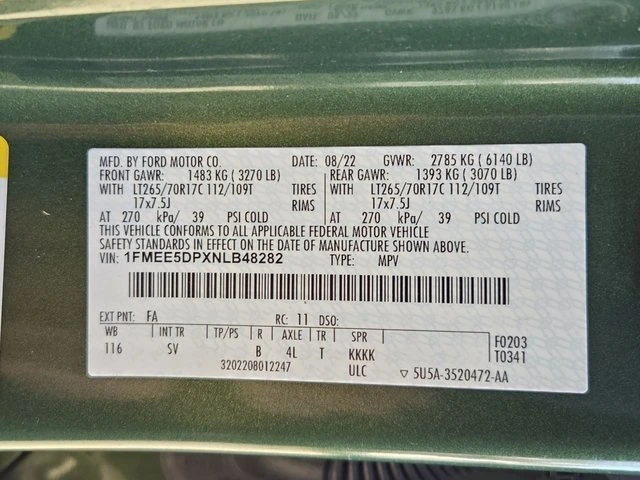 MFD. BY FORD MOTOR CO. DATE: 08/22 GVWR: 2785 KG ( 6140 LB)
FRONT GAWR: 1483 KG ( 3270 LB) REAR GAWR: 1393 KG ( 3070 LB)
WITH LT265/70R17C 112/109T TIRES WITH LT265/70R17C 112/109T TIRES
17x7.5J RIMS 17x7.5J RIMS
AT 270 kPa/ 39 PSI COLD AT 270 kPa/ 39 PSI COLD
THIS VEHICLE CONFORMS TO ALL APPLICABLE FEDERAL MOTOR VEHICLE
SAFETY STANDARDS IN EFFECT ON THE DATE OF MANUFACTURE SHOWN ABOVE.
VIN: 1FMEE5DPXNLB48282 TYPE: MPV
EXT PNT: FA RC: 11 DSO:
WB INT TR TP/PS R AXLE TR SPR F0203
116 SV B 4L T KKKK T0341
3202208012247 ULC ▽ 5U5A-3520472-AA